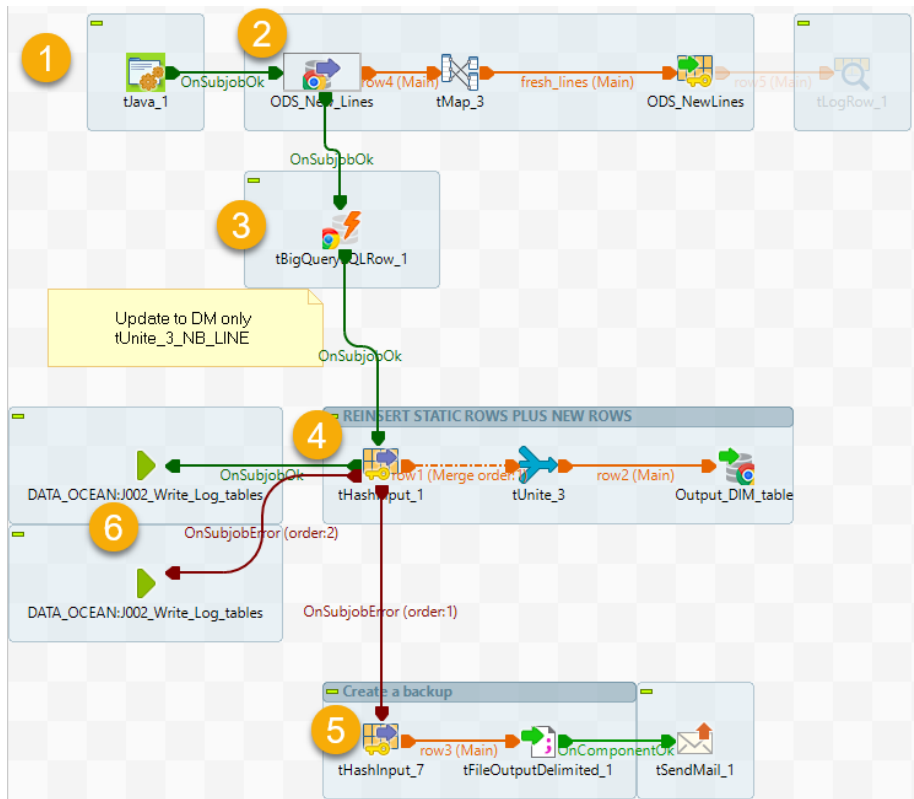 1
2
tJava_1
OnSubjobOk
ODS_New_Lines
row4 (Main)
tMap_3
fresh_lines (Main)
ODS_NewLines
row5 (Main)
tLogRow_1
OnSubjobOk
3
tBigQuerySQLRow_1
Update to DM only
tUnite_3_NB_LINE
OnSubjobOk
4
REINSERT STATIC ROWS PLUS NEW ROWS
OnSubjobOk
DATA_OCEAN:J002_Write_Log_tables
tHashInput_1
row1 (Merge order:1)
tUnite_3
row2 (Main)
Output_DIM_table
6
OnSubjobError (order:2)
DATA_OCEAN:J002_Write_Log_tables
OnSubjobError (order:1)
Create a backup
5
tHashInput_7
row3 (Main)
tFileOutputDelimited_1
OnComponentOk
tSendMail_1